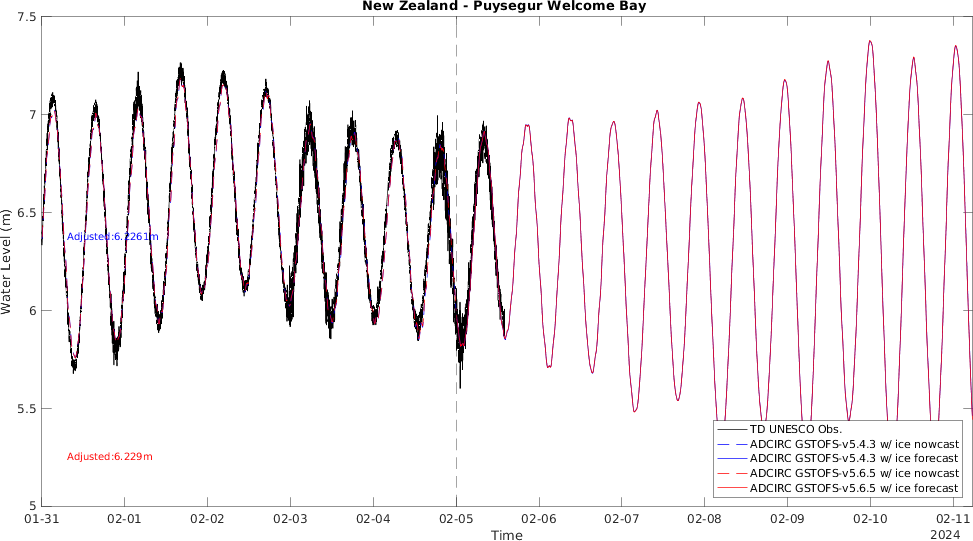 New Zealand - Puysegur Welcome Bay
7.5
7
6.5
6
5.5
5
Water Level (m)
Adjusted:6.2261m
Adjusted:6.229m
TD UNESCO Obs.
ADCIRC GSTOFS-v5.4.3 w/ ice nowcast
ADCIRC GSTOFS-v5.4.3 w/ ice forecast
ADCIRC GSTOFS-v5.6.5 w/ ice nowcast
ADCIRC GSTOFS-v5.6.5 w/ ice forecast
01-31 02-01 02-02 02-03 02-04 02-05 02-06 02-07 02-08 02-09 02-10 02-11
2024
Time